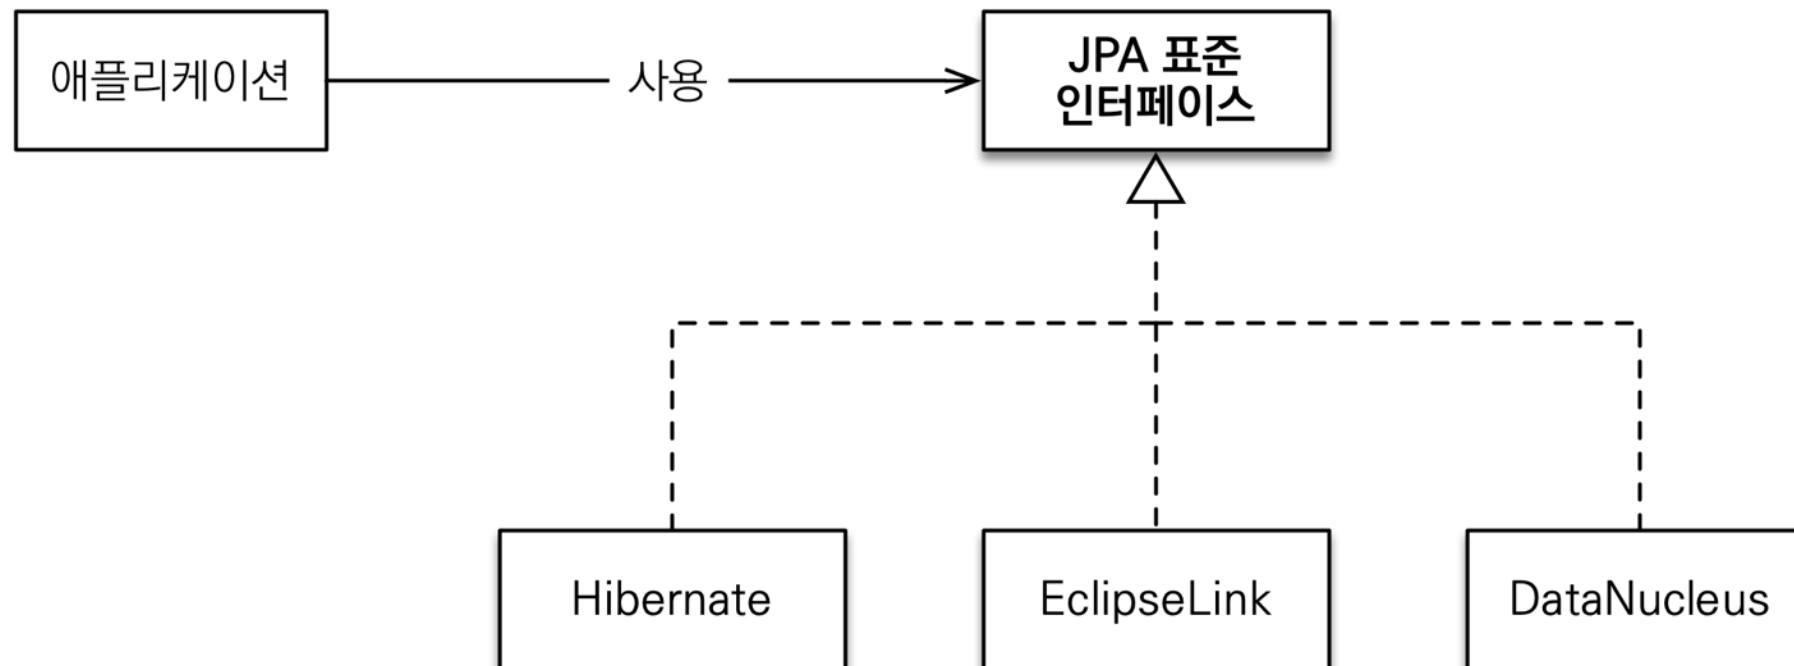 애플리케이션
사용
JPA 표준
인터페이스
Hibernate
EclipseLink
DataNucleus